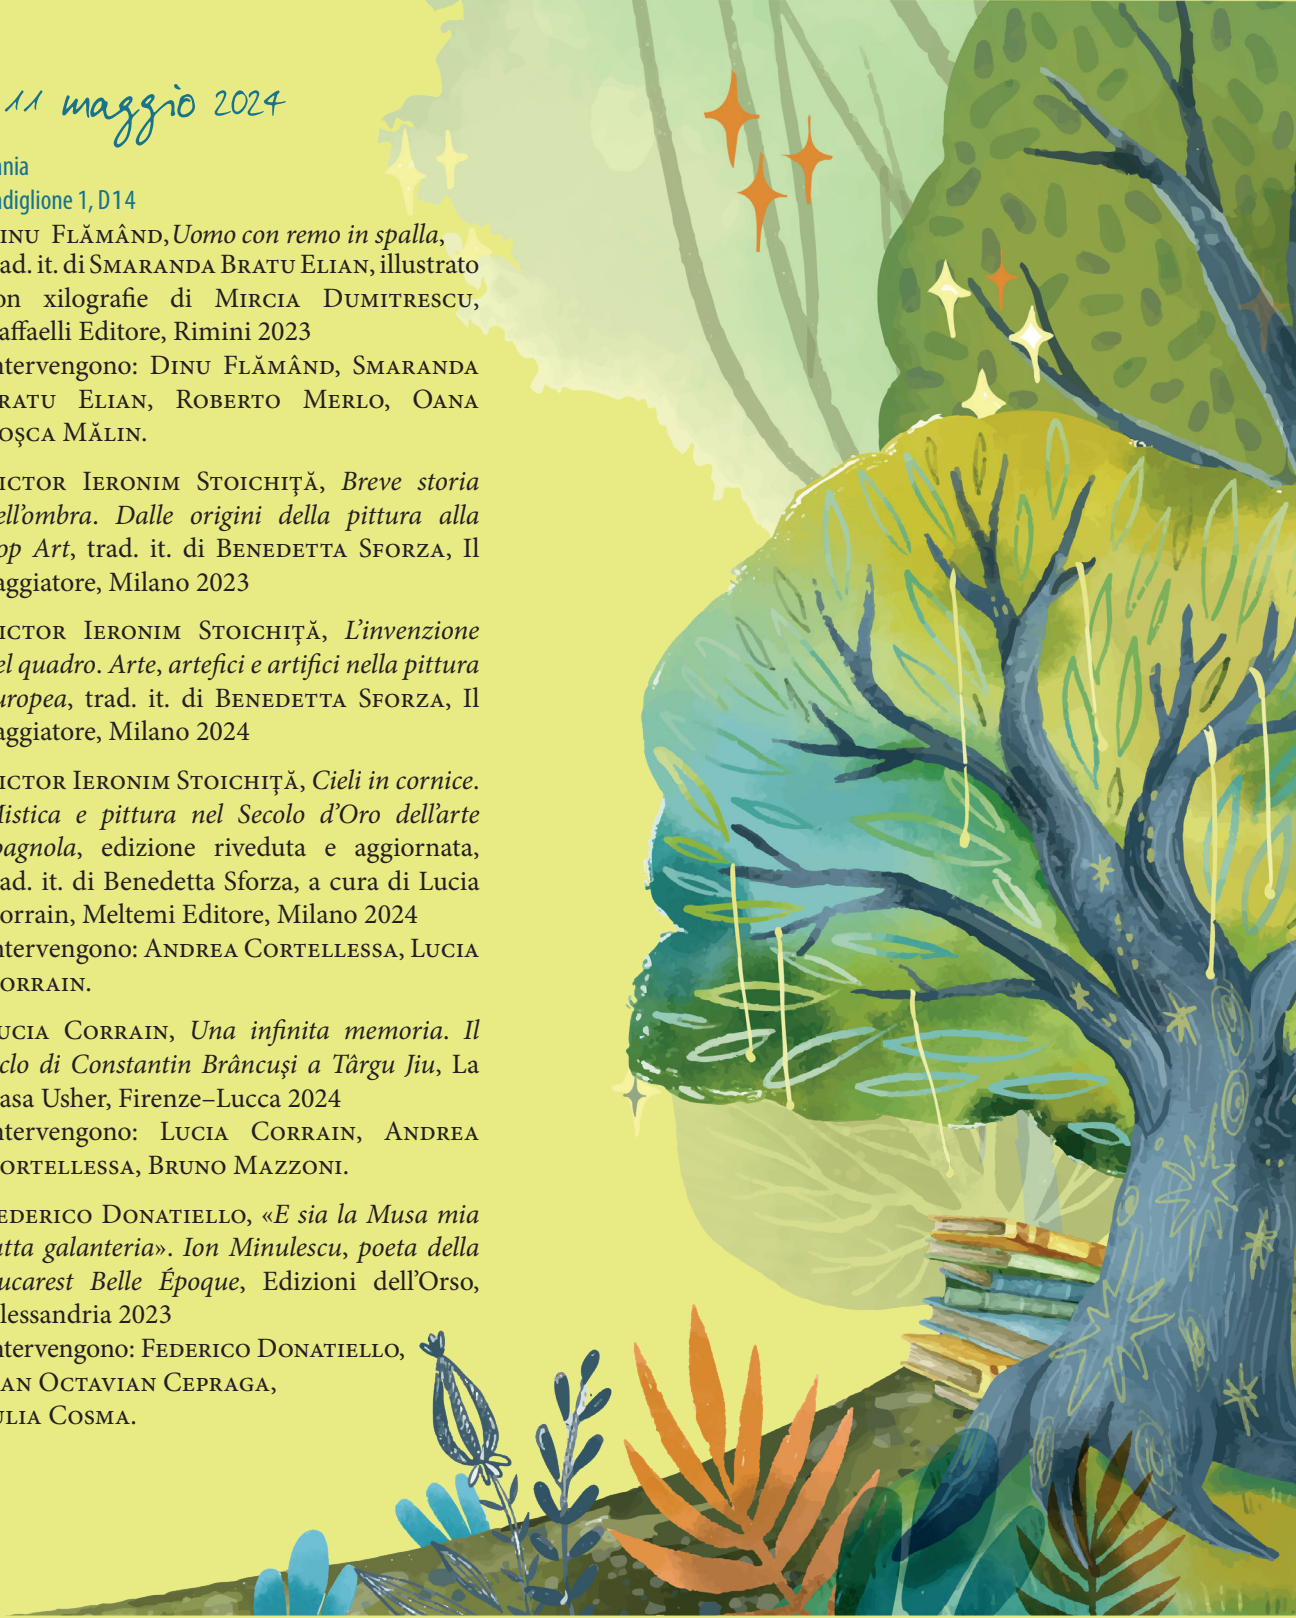 11 maggio 2024
ania
adiglione 1, D14
INU FLĂMÂND, Uomo con remo in spalla,
ad. it. di SMARANDA BRATU ELIAN, illustrato
on xilografie di MIRCIA DUMITRESCU,
affaelli Editore, Rimini 2023
ntervengono: DINU FLĂMÂND, SMARANDA
RATU ELIAN, ROBERTO MERLO, OANA
OŞCA MĂLIN.
ICTOR IERONIM STOICHIŢĂ, Breve storia
ell’ombra. Dalle origini della pittura alla
op Art, trad. it. di BENEDETTA SFORZA, Il
aggiatore, Milano 2023
ICTOR IERONIM STOICHIŢĂ, L’invenzione
el quadro. Arte, artefici e artifici nella pittura
uropea, trad. it. di BENEDETTA SFORZA, Il
aggiatore, Milano 2024
ICTOR IERONIM STOICHIŢĂ, Cieli in cornice.
Mistica e pittura nel Secolo d’Oro dell’arte
pagnola, edizione riveduta e aggiornata,
ad. it. di Benedetta Sforza, a cura di Lucia
orrain, Meltemi Editore, Milano 2024
ntervengono: ANDREA CORTELLESSA, LUCIA
ORRAIN.
UCIA CORRAIN, Una infinita memoria. Il
clo di Constantin Brâncuşi a Târgu Jiu, La
asa Usher, Firenze–Lucca 2024
ntervengono: LUCIA CORRAIN, ANDREA
ORTELLESSA, BRUNO MAZZONI.
EDERICO DONATIELLO, «E sia la Musa mia
utta galanteria». Ion Minulescu, poeta della
ucarest Belle Époque, Edizioni dell’Orso,
lessandria 2023
ntervengono: FEDERICO DONATIELLO,
AN OCTAVIAN CEPRAGA,
ULIA COSMA.